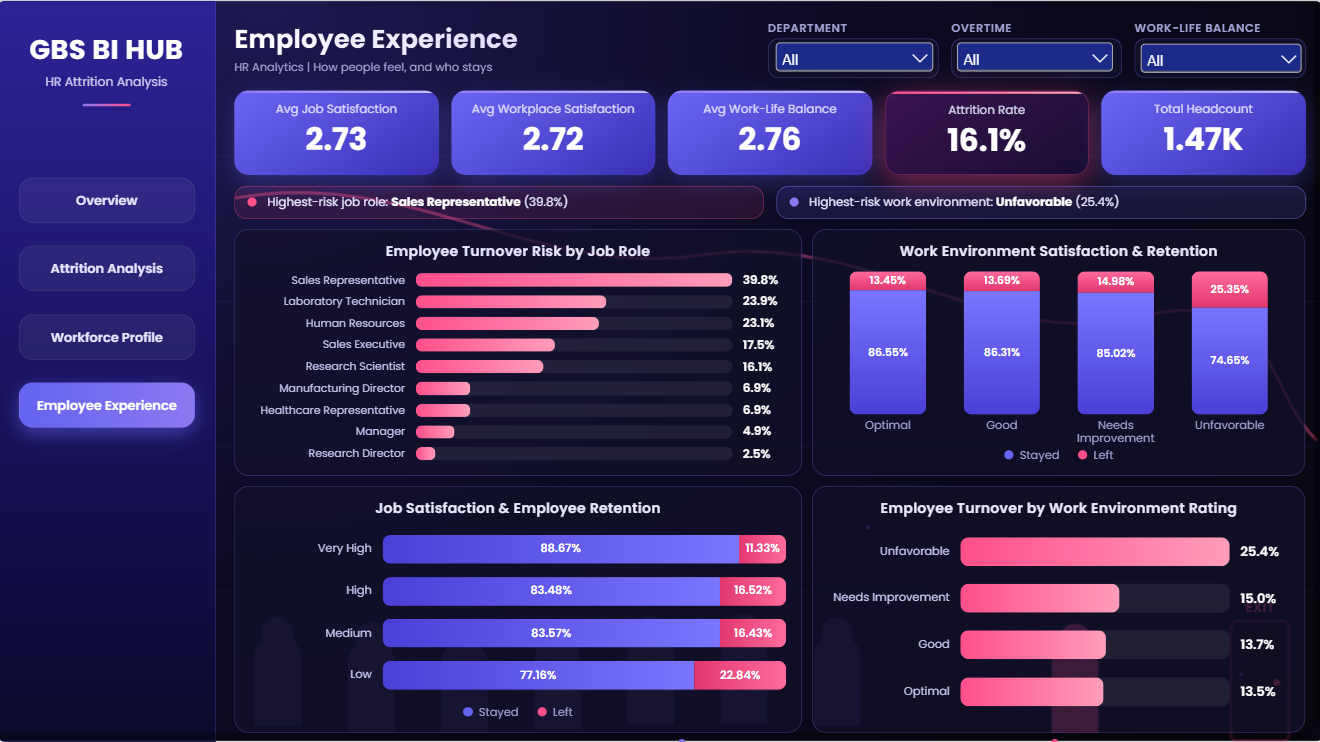 GBS BI HUB
HR Attrition Analysis
Overview
Attrition Analysis
Workforce Profile
Employee Experience
Employee Experience
HR Analytics | How people feel, and who stays
DEPARTMENT
All
OVERTIME
All
WORK-LIFE BALANCE
All
Avg Job Satisfaction
2.73
Avg Workplace Satisfaction
2.72
Avg Work-Life Balance
2.76
Attrition Rate
16.1%
Total Headcount
1.47K
Highest-risk job role: Sales Representative (39.8%)
Highest-risk work environment: Unfavorable (25.4%)
Employee Turnover Risk by Job Role
Sales Representative 39.8%
Laboratory Technician 23.9%
Human Resources 23.1%
Sales Executive 17.5%
Research Scientist 16.1%
Manufacturing Director 6.9%
Healthcare Representative 6.9%
Manager 4.9%
Research Director 2.5%
Work Environment Satisfaction & Retention
13.45% 13.69% 14.98% 25.35%
86.55% 86.31% 85.02% 74.65%
Optimal Good Needs Improvement Unfavorable
Stayed Left
Job Satisfaction & Employee Retention
Very High 88.67% 11.33%
High 83.48% 16.52%
Medium 83.57% 16.43%
Low 77.16% 22.84%
Stayed Left
Employee Turnover by Work Environment Rating
Unfavorable 25.4%
Needs Improvement 15.0%
EXIT
Good 13.7%
Optimal 13.5%